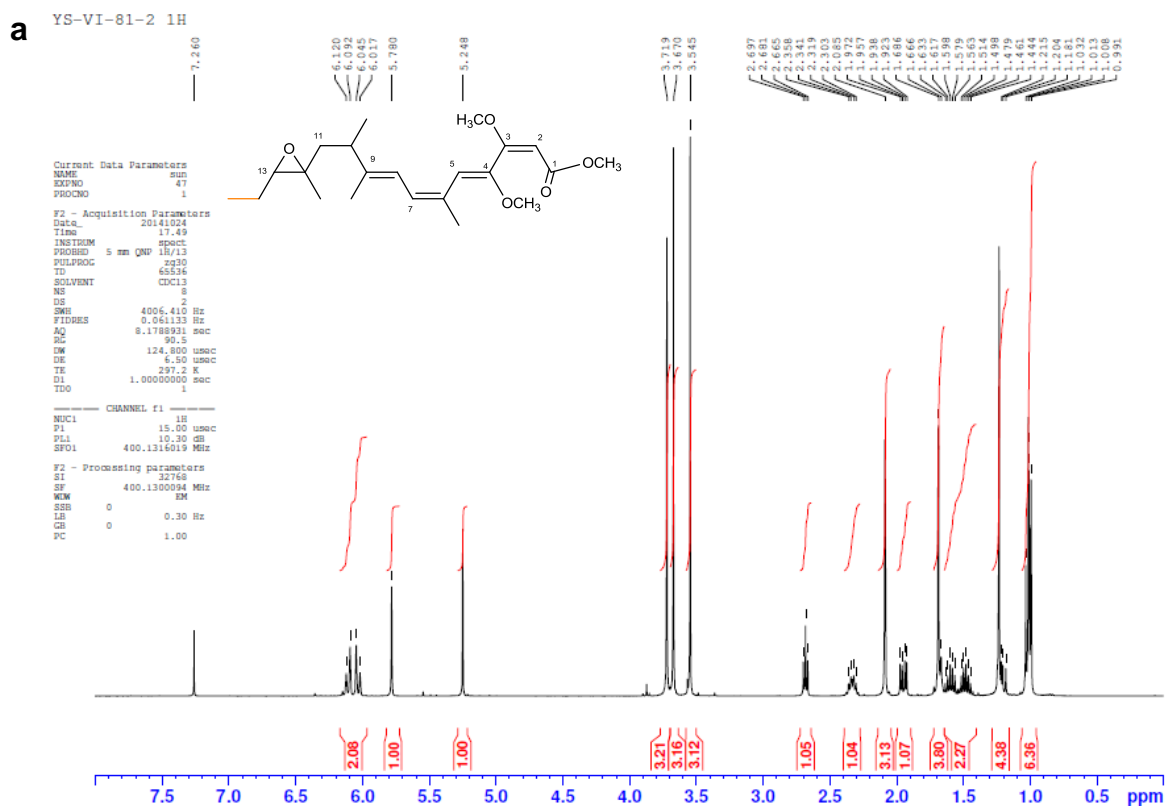 YS-VI-81-2 1H
a
7.260
6.120
6.092
6.045
6.017
5.780
5.248
3.719
3.670
3.545
2.697
2.681
2.665
2.358
2.341
2.319
2.303
2.085
1.972
1.957
1.938
1.923
1.686
1.666
1.633
1.617
1.598
1.579
1.563
1.514
1.498
1.479
1.461
1.444
1.215
1.204
1.181
1.032
1.013
1.008
0.991
O
13
11
9
7
5
4
3
2
1
H3CO
OCH3
O
OCH3
Current Data Parameters
NAME sun
EXPNO 47
PROCNO 1
F2 - Acquisition Parameters
Date_ 20141024
Time 17.49
INSTRUM spect
PROBHD 5 mm QNP 1H/13
PULPROG zg30
TD 65536
SOLVENT CDCl3
NS 8
DS 2
SWH 4006.410 Hz
FIDRES 0.061133 Hz
AQ 8.1788931 sec
RG 90.5
DW 124.800 usec
DE 6.50 usec
TE 297.2 K
D1 1.00000000 sec
TD0 1
CHANNEL f1
NUC1 1H
P1 15.00 usec
PL1 10.30 dB
SFO1 400.1316019 MHz
F2 - Processing parameters
SI 32768
SF 400.1300094 MHz
WDW EM
SSB 0
LB 0.30 Hz
GB 0
PC 1.00
2.08
1.00
1.00
3.21
3.16
3.12
1.05
1.04
3.13
1.07
3.80
2.27
4.38
6.36
7.5 7.0 6.5 6.0 5.5 5.0 4.5 4.0 3.5 3.0 2.5 2.0 1.5 1.0 0.5 ppm